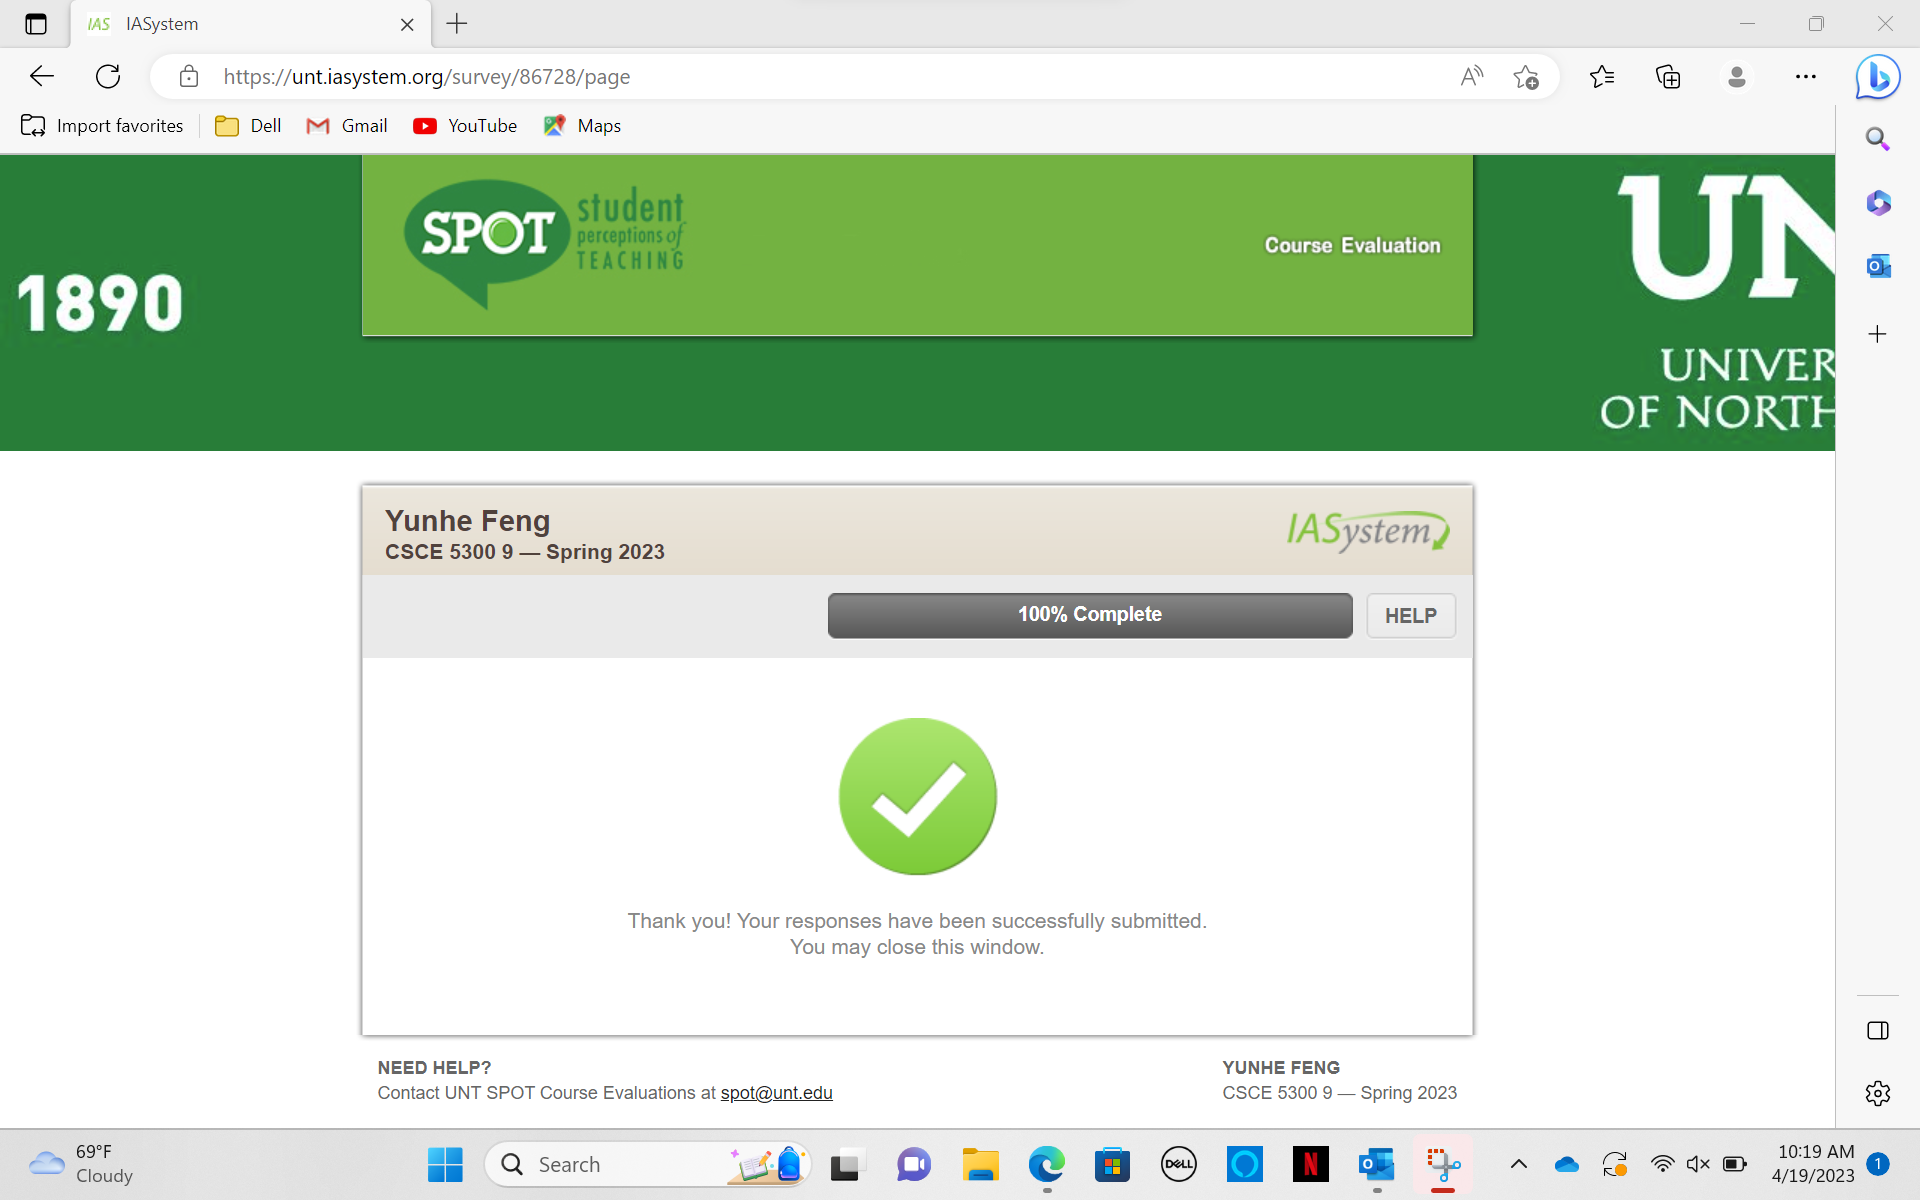 IAS IASystem
https://unt.iasystem.org/survey/86728/page
Import favorites Dell Gmail YouTube Maps
1890
SPOT student perceptions of TEACHING
Course Evaluation
UN
UNIVER
OF NORTH
Yunhe Feng
CSCE 5300 9 — Spring 2023
IASystem
100% Complete
HELP
Thank you! Your responses have been successfully submitted.
You may close this window.
NEED HELP?
Contact UNT SPOT Course Evaluations at spot@unt.edu
YUNHE FENG
CSCE 5300 9 — Spring 2023
69°F
Cloudy
Search
DELL
N
10:19 AM
4/19/2023
1